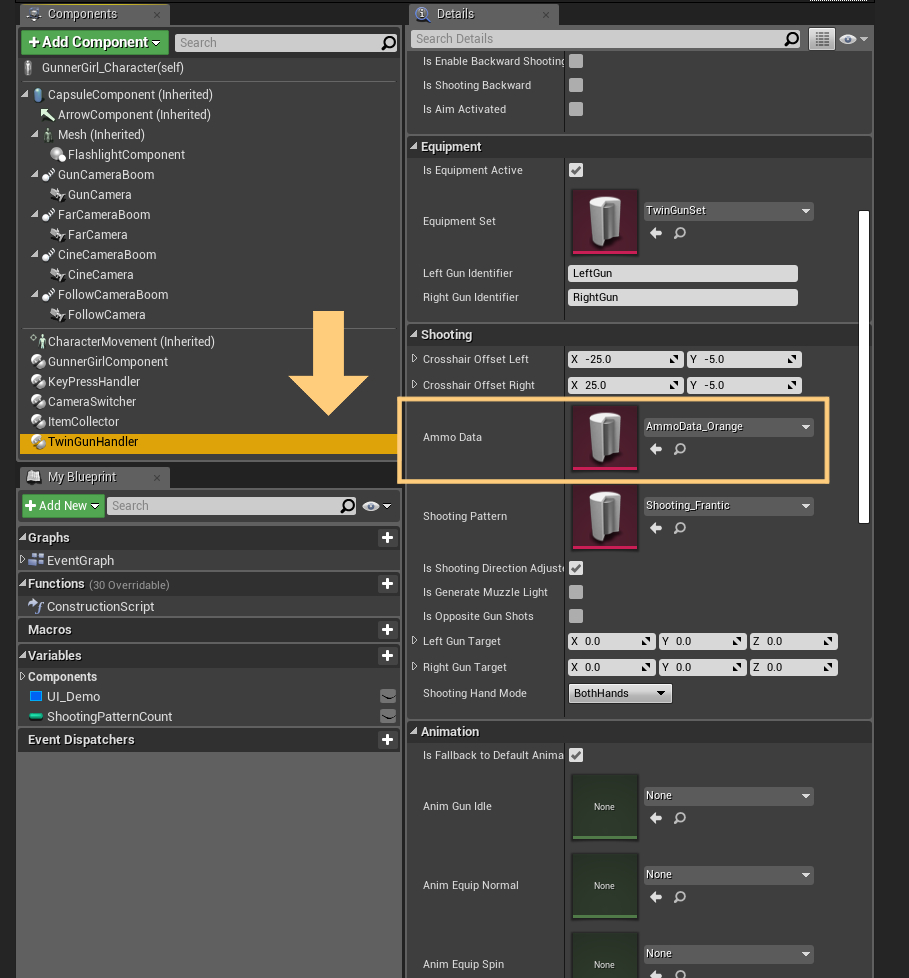 Components
Add Component
Search
GunnerGirl_Character(self)
CapsuleComponent (Inherited)
ArrowComponent (Inherited)
Mesh (Inherited)
FlashlightComponent
GunCameraBoom
GunCamera
FarCameraBoom
FarCamera
CineCameraBoom
CineCamera
FollowCameraBoom
FollowCamera
CharacterMovement (Inherited)
GunnerGirlComponent
KeyPressHandler
CameraSwitcher
ItemCollector
TwinGunHandler
My Blueprint
Add New
Search
Graphs
EventGraph
Functions (30 Overridable)
ConstructionScript
Macros
Variables
Components
UI_Demo
ShootingPatternCount
Event Dispatchers
Details
Search Details
Is Enable Backward Shooting
Is Shooting Backward
Is Aim Activated
Equipment
Is Equipment Active
Equipment Set
TwinGunSet
Left Gun Identifier
LeftGun
Right Gun Identifier
RightGun
Shooting
Crosshair Offset Left
X -25.0
Y -5.0
Crosshair Offset Right
X 25.0
Y -5.0
Ammo Data
AmmoData_Orange
Shooting Pattern
Shooting_Frantic
Is Shooting Direction Adjust
Is Generate Muzzle Light
Is Opposite Gun Shots
Left Gun Target
X 0.0
Y 0.0
Z 0.0
Right Gun Target
X 0.0
Y 0.0
Z 0.0
Shooting Hand Mode
BothHands
Animation
Is Fallback to Default Anima
Anim Gun Idle
None
None
Anim Equip Normal
None
None
Anim Equip Spin
None
None